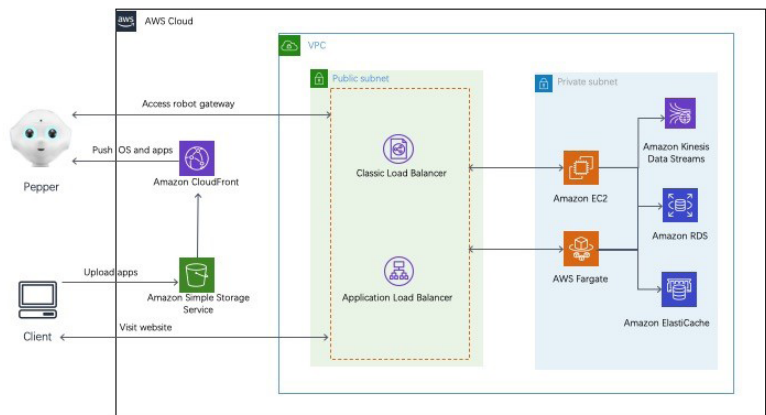 aws
AWS Cloud
VPC
Public subnet
Private subnet
Access robot gateway
Push OS and apps
Pepper
Amazon CloudFront
Classic Load Balancer
Amazon Kinesis
Data Streams
Amazon EC2
Amazon RDS
Upload apps
AWS Fargate
Amazon Simple Storage
Service
Application Load Balancer
Amazon ElastiCache
Visit website
Client